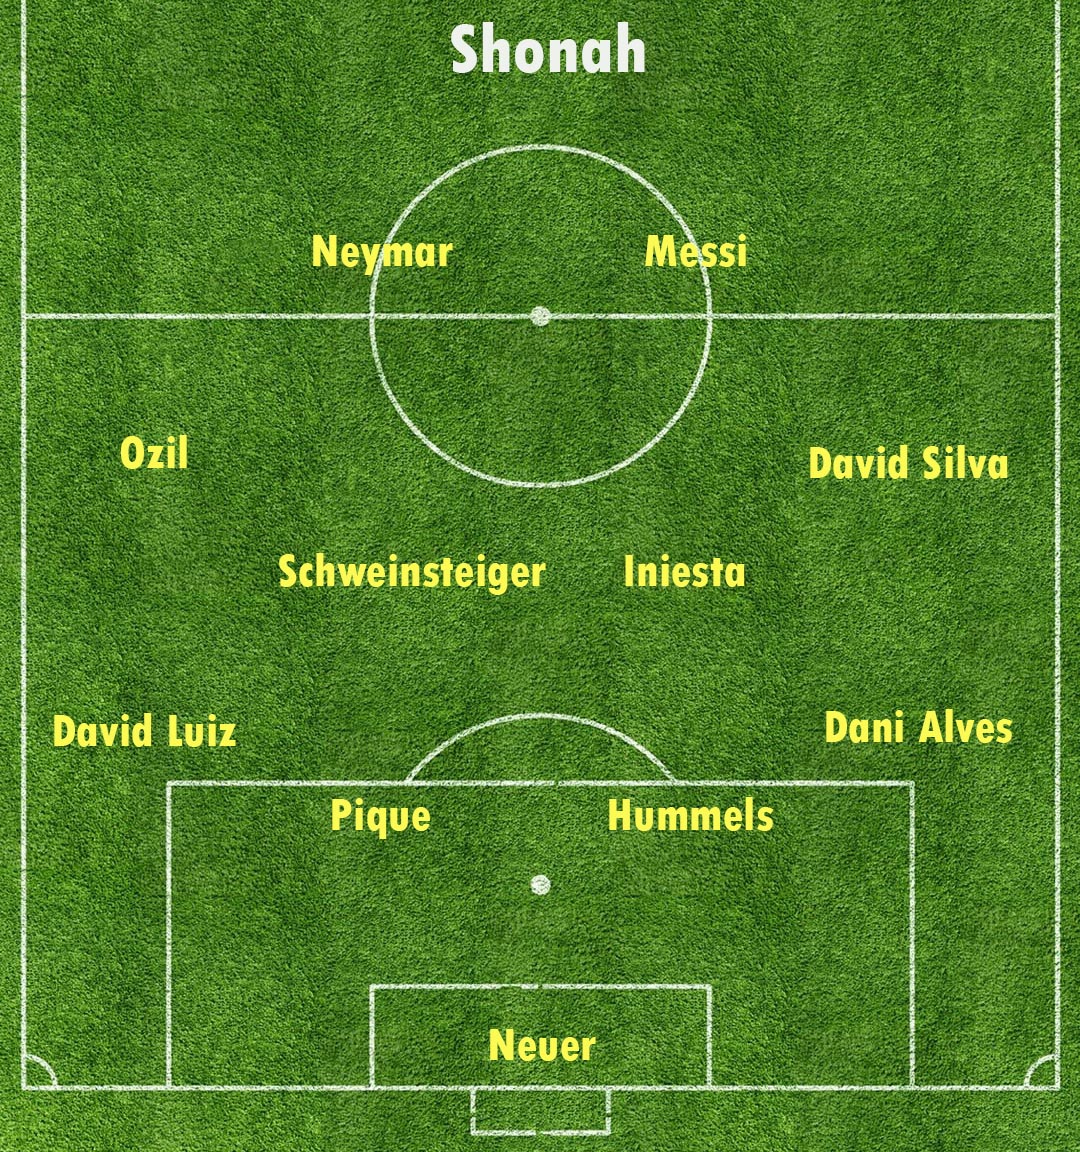 Shonah
Neymar Messi
Ozil David Silva
Schweinsteiger Iniesta
David Luiz Dani Alves
Pique Hummels
Neuer